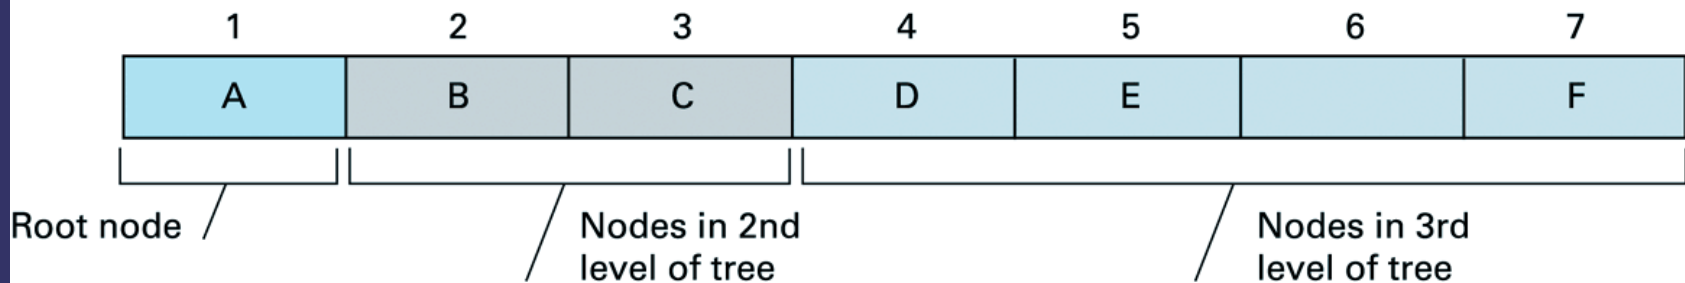 1 2 3 4 5 6 7
A B C D E F
Root node
Nodes in 2nd
level of tree
Nodes in 3rd
level of tree